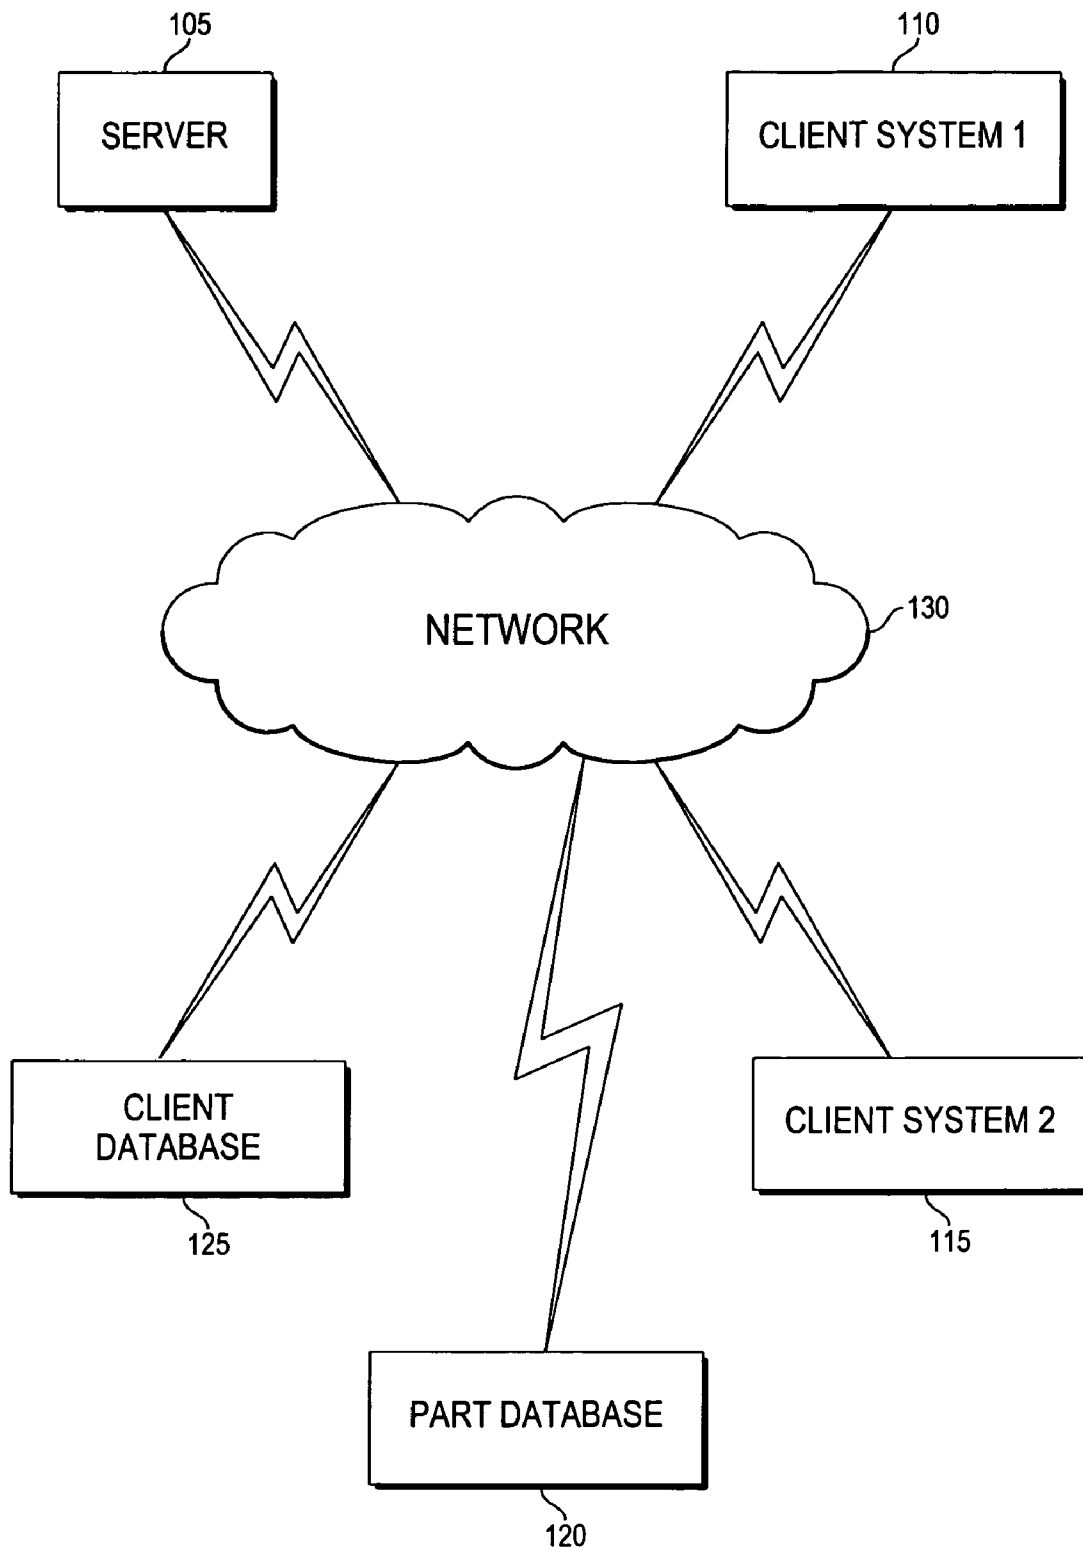 105
SERVER
110
CLIENT SYSTEM 1
NETWORK
130
CLIENT
DATABASE
125
CLIENT SYSTEM 2
115
PART DATABASE
120